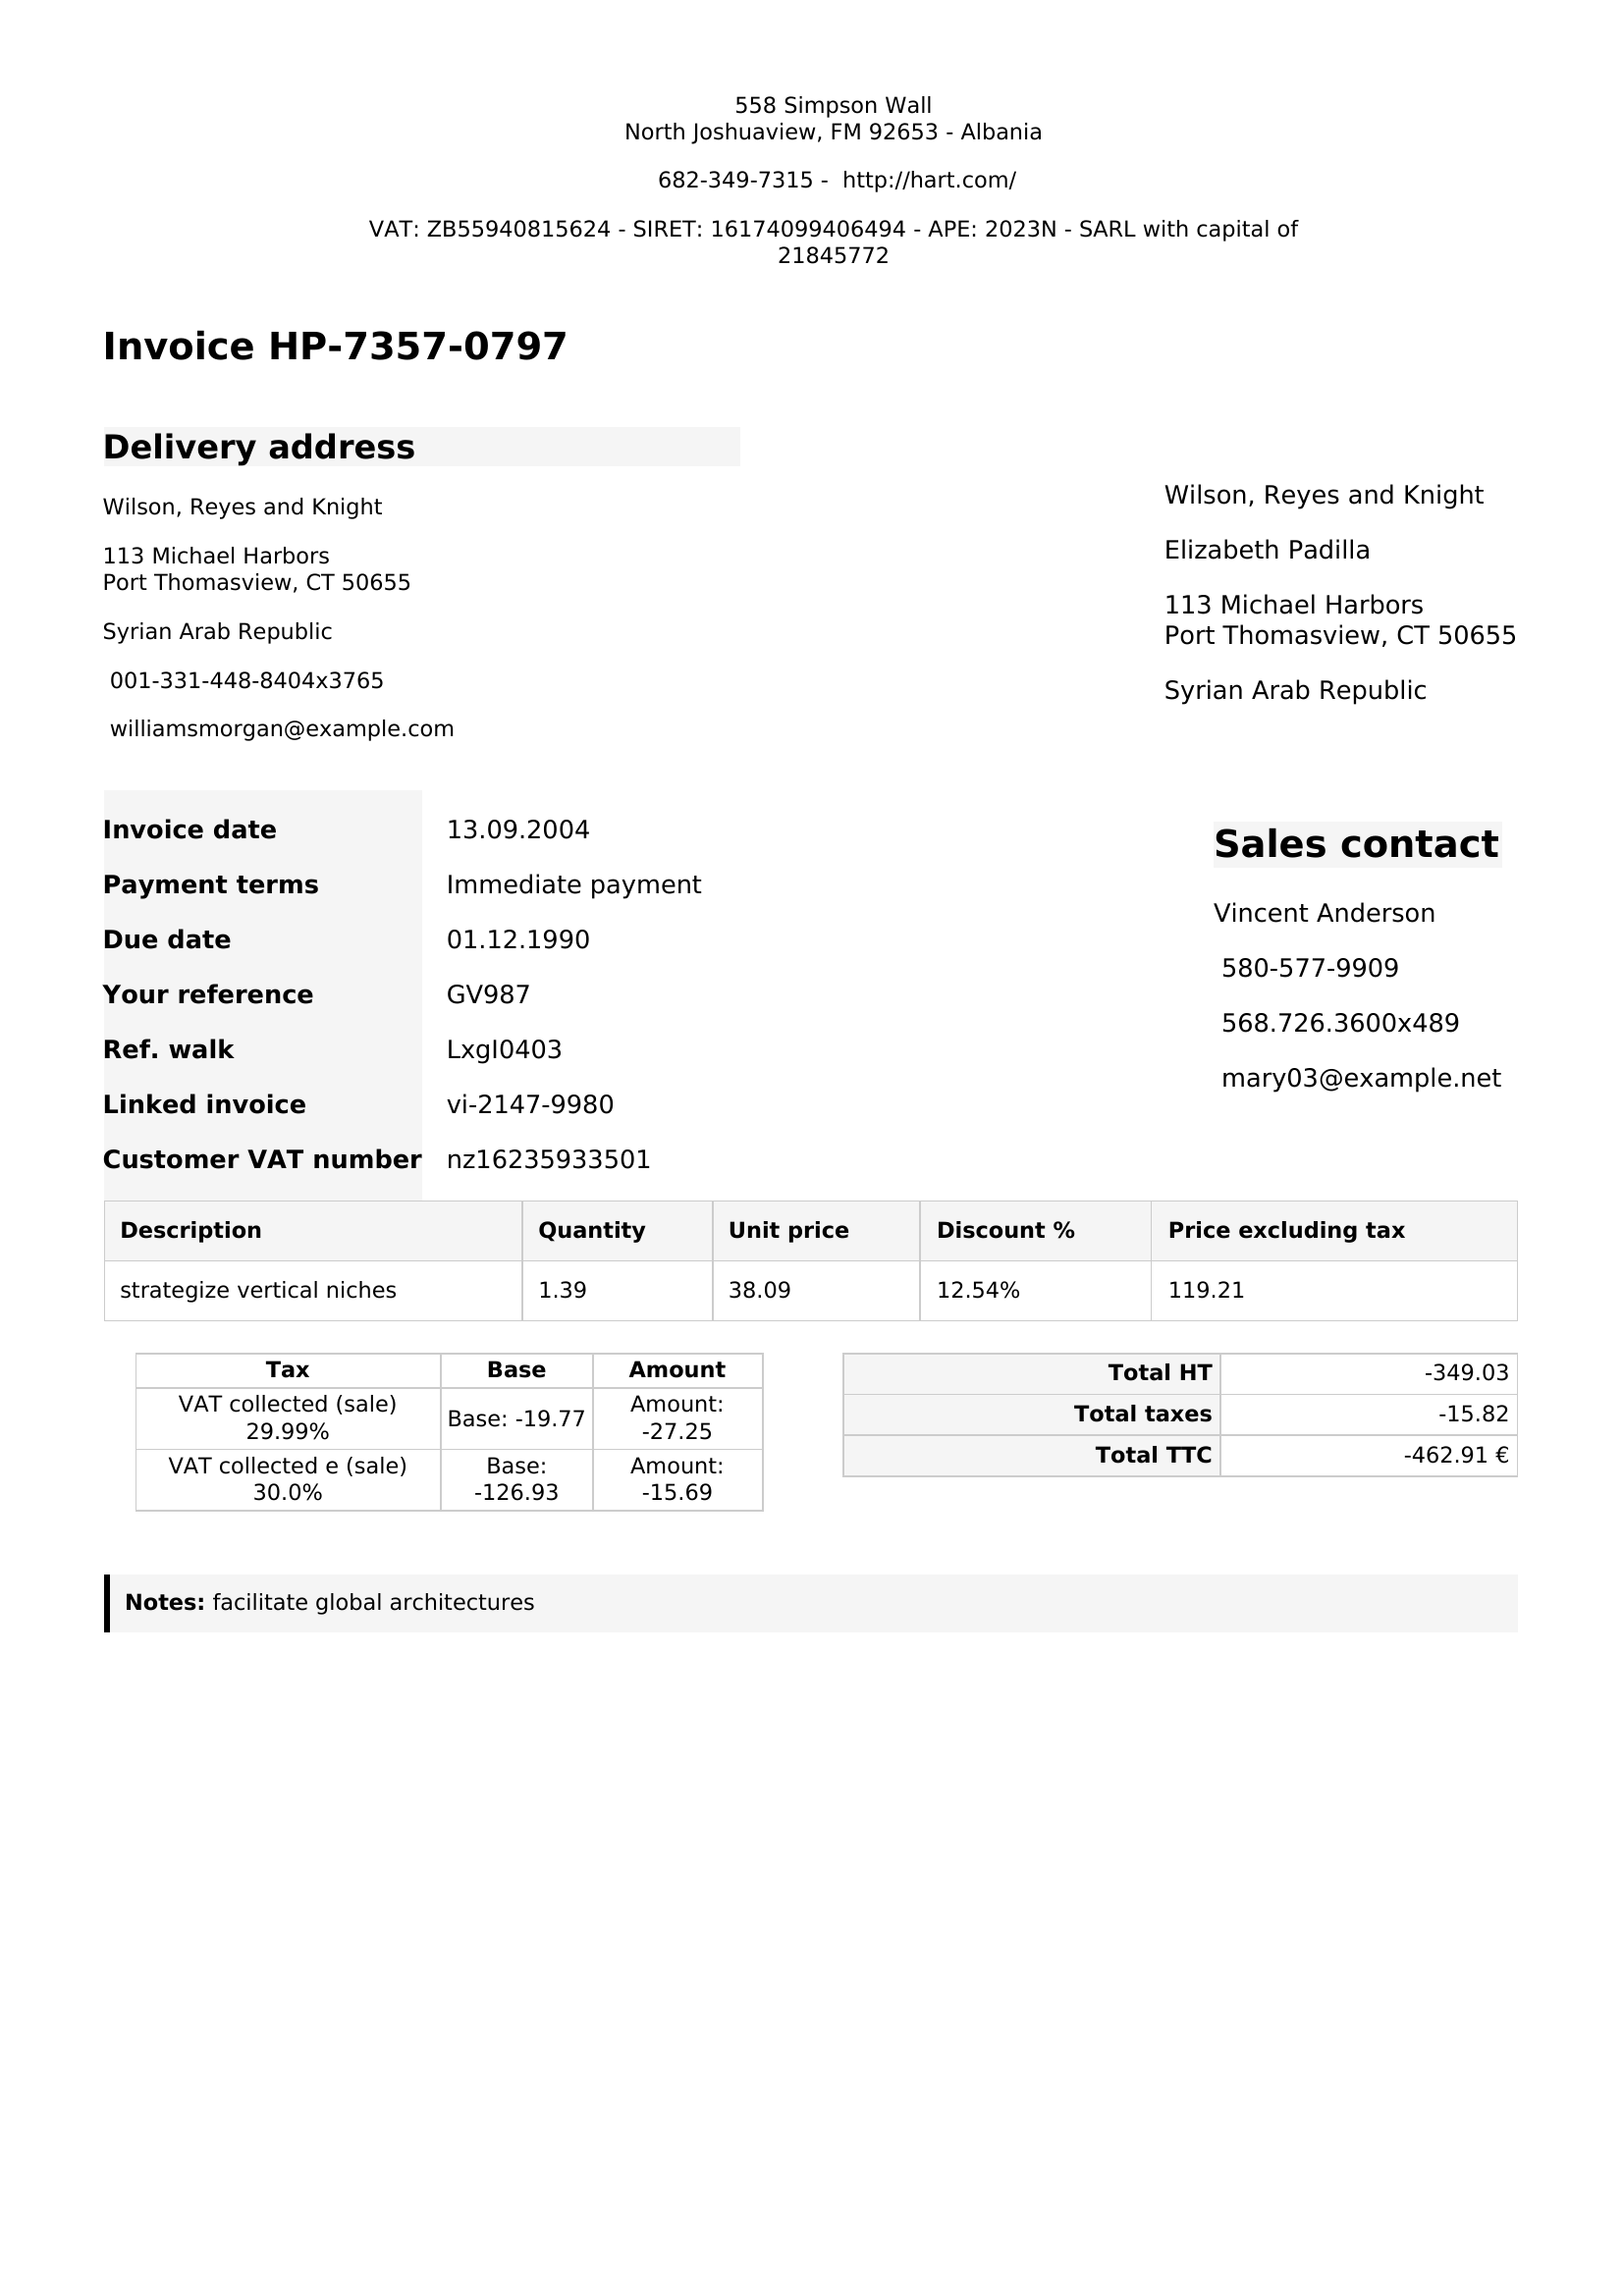 558 Simpson Wall
North Joshuaview, FM 92653 - Albania
682-349-7315 -  http://hart.com/
VAT: ZB55940815624 - SIRET: 16174099406494 - APE: 2023N - SARL with capital of
21845772
Invoice HP-7357-0797
Delivery address
Wilson, Reyes and Knight
113 Michael Harbors
Port Thomasview, CT 50655
Syrian Arab Republic
001-331-448-8404x3765
williamsmorgan@example.com
Wilson, Reyes and Knight
Elizabeth Padilla
113 Michael Harbors
Port Thomasview, CT 50655
Syrian Arab Republic
Invoice date 13.09.2004
Payment terms Immediate payment
Due date 01.12.1990
Your reference GV987
Ref. walk LxgI0403
Linked invoice vi-2147-9980
Customer VAT number nz16235933501
Sales contact
Vincent Anderson
580-577-9909
568.726.3600x489
mary03@example.net
Description Quantity Unit price Discount % Price excluding tax
strategize vertical niches 1.39 38.09 12.54% 119.21
Tax Base Amount
VAT collected (sale) 29.99% Base: -19.77 Amount: -27.25
VAT collected e (sale) 30.0% Base: -126.93 Amount: -15.69
Total HT -349.03
Total taxes -15.82
Total TTC -462.91 €
Notes: facilitate global architectures